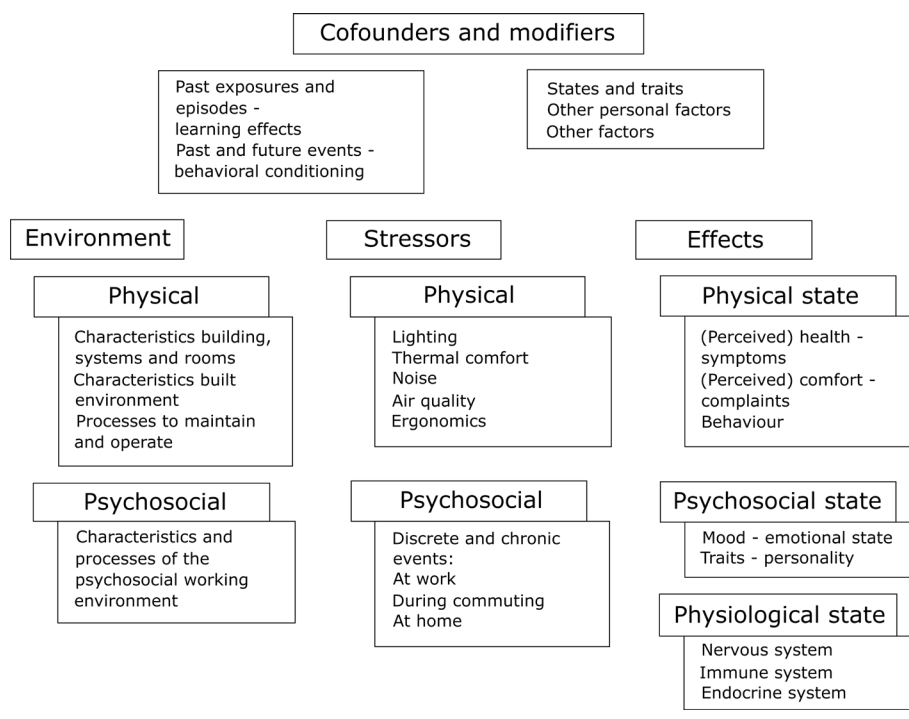 Cofounders and modifiers
Past exposures and
episodes -
learning effects
Past and future events -
behavioral conditioning
States and traits
Other personal factors
Other factors
Environment
Physical
Characteristics building,
systems and rooms
Characteristics built
environment
Processes to maintain
and operate
Psychosocial
Characteristics and
processes of the
psychosocial working
environment
Stressors
Physical
Lighting
Thermal comfort
Noise
Air quality
Ergonomics
Psychosocial
Discrete and chronic
events:
At work
During commuting
At home
Effects
Physical state
(Perceived) health -
symptoms
(Perceived) comfort -
complaints
Behaviour
Psychosocial state
Mood - emotional state
Traits - personality
Physiological state
Nervous system
Immune system
Endocrine system